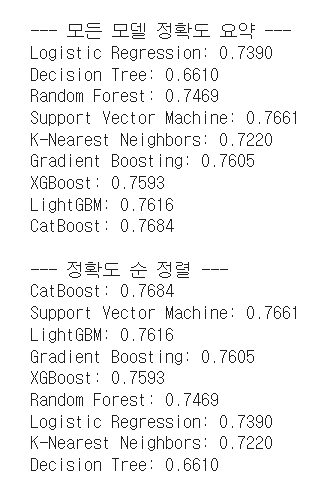 --- 모든 모델 정확도 요약 ---
Logistic Regression: 0.7390
Decision Tree: 0.6610
Random Forest: 0.7469
Support Vector Machine: 0.7661
K-Nearest Neighbors: 0.7220
Gradient Boosting: 0.7605
XGBoost: 0.7593
LightGBM: 0.7616
CatBoost: 0.7684
--- 정확도 순 정렬 ---
CatBoost: 0.7684
Support Vector Machine: 0.7661
LightGBM: 0.7616
Gradient Boosting: 0.7605
XGBoost: 0.7593
Random Forest: 0.7469
Logistic Regression: 0.7390
K-Nearest Neighbors: 0.7220
Decision Tree: 0.6610